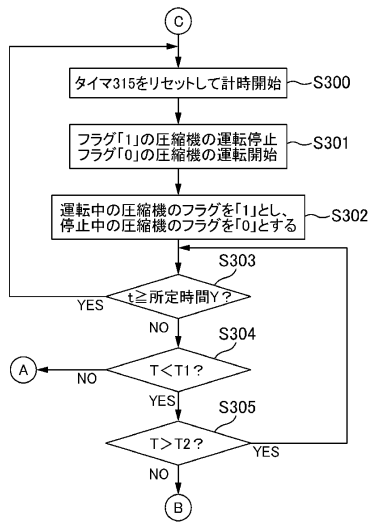 C
タイマ315をリセットして計時開始
S300
フラグ「1」の圧縮機の運転停止
フラグ「0」の圧縮機の運転開始
S301
運転中の圧縮機のフラグを「1」とし、
停止中の圧縮機のフラグを「0」とする
S302
S303
t≧所定時間Y?
YES
NO
S304
T<T1?
A
NO
YES
S305
T>T2?
YES
NO
B